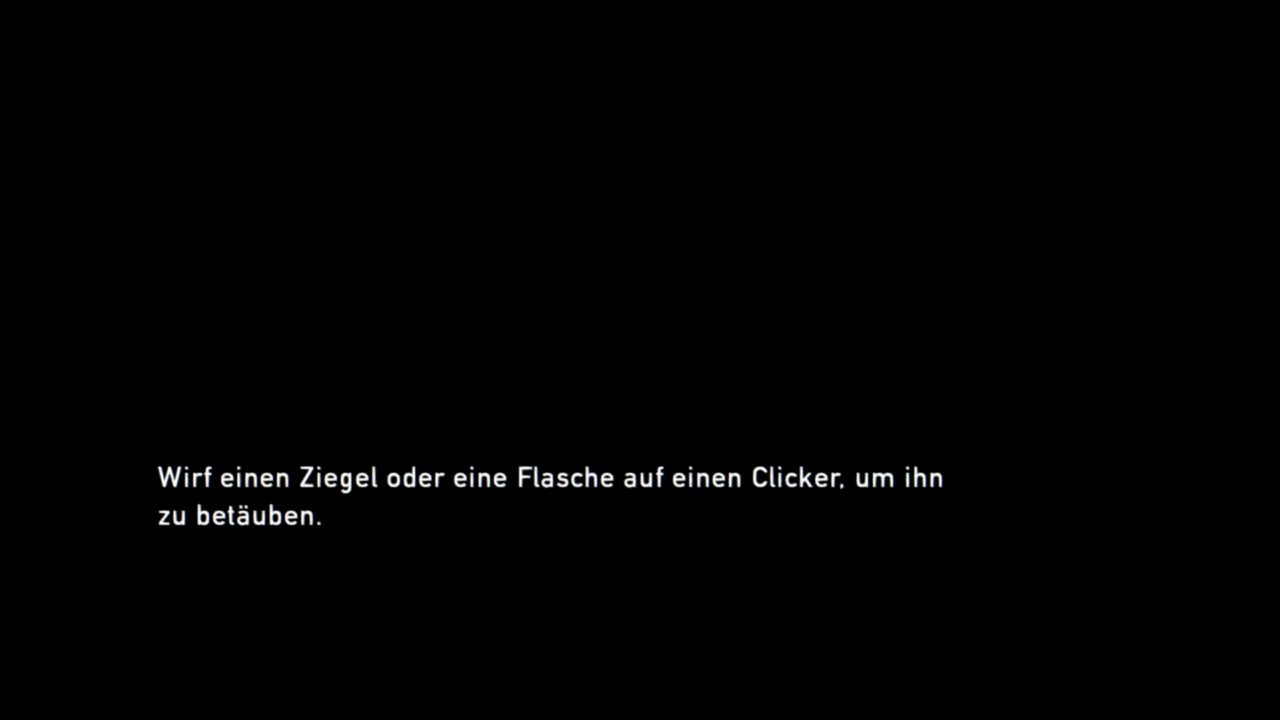 Wirf einen Ziegel oder eine Flasche auf einen Clicker, um ihn
zu betäuben.